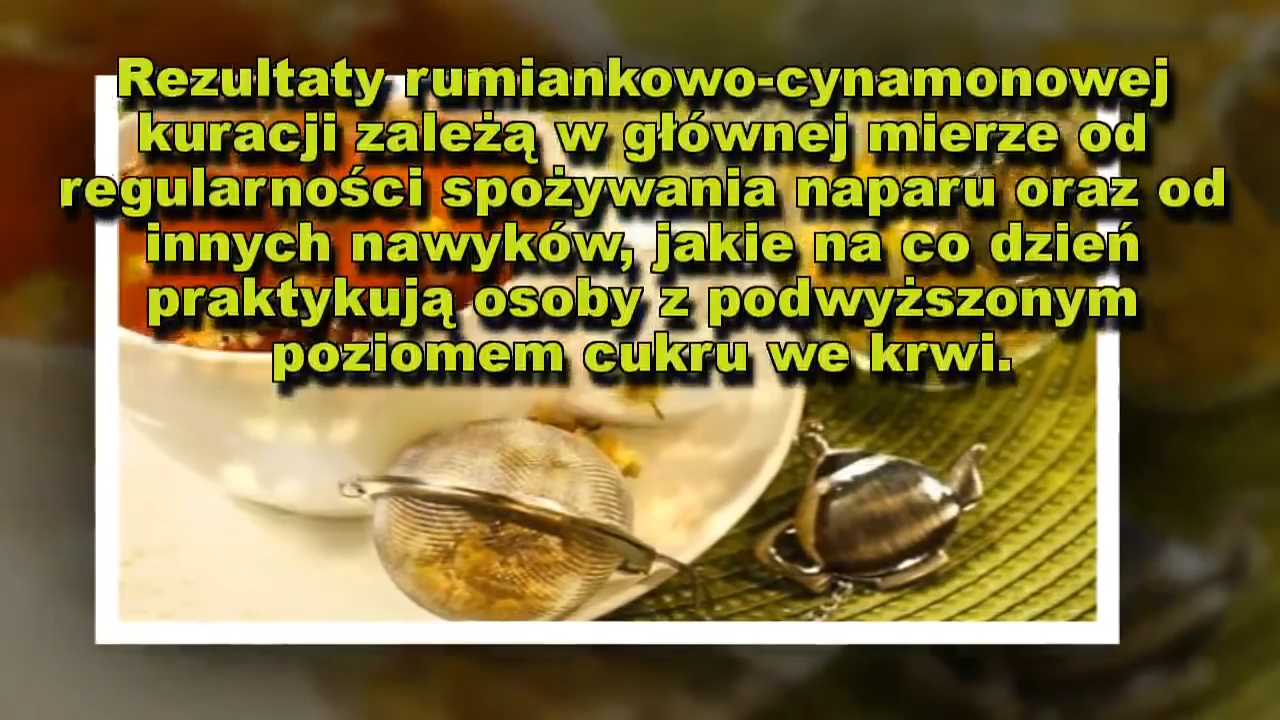 Rezultaty rumiankowo-cynamonowej
kuracji zależą w głównej mierze od
regularności spożywania naparu oraz od
innych nawyków, jakie na co dzień
praktykują osoby z podwyższonym
poziomem cukru we krwi.